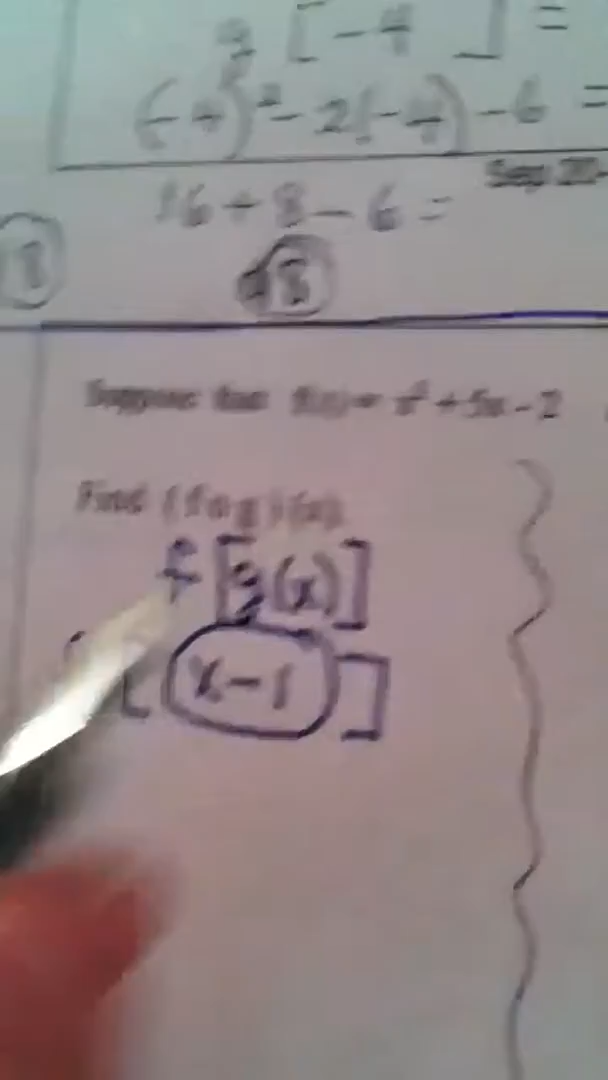 g [ -4 ] =
(-4)² - 2(-4) - 6 =
16 + 8 - 6 =
18
Suppose that f(x) = x² + 5x - 2
Find (f o g)(x)
f [g(x)]
[ x-1 ]